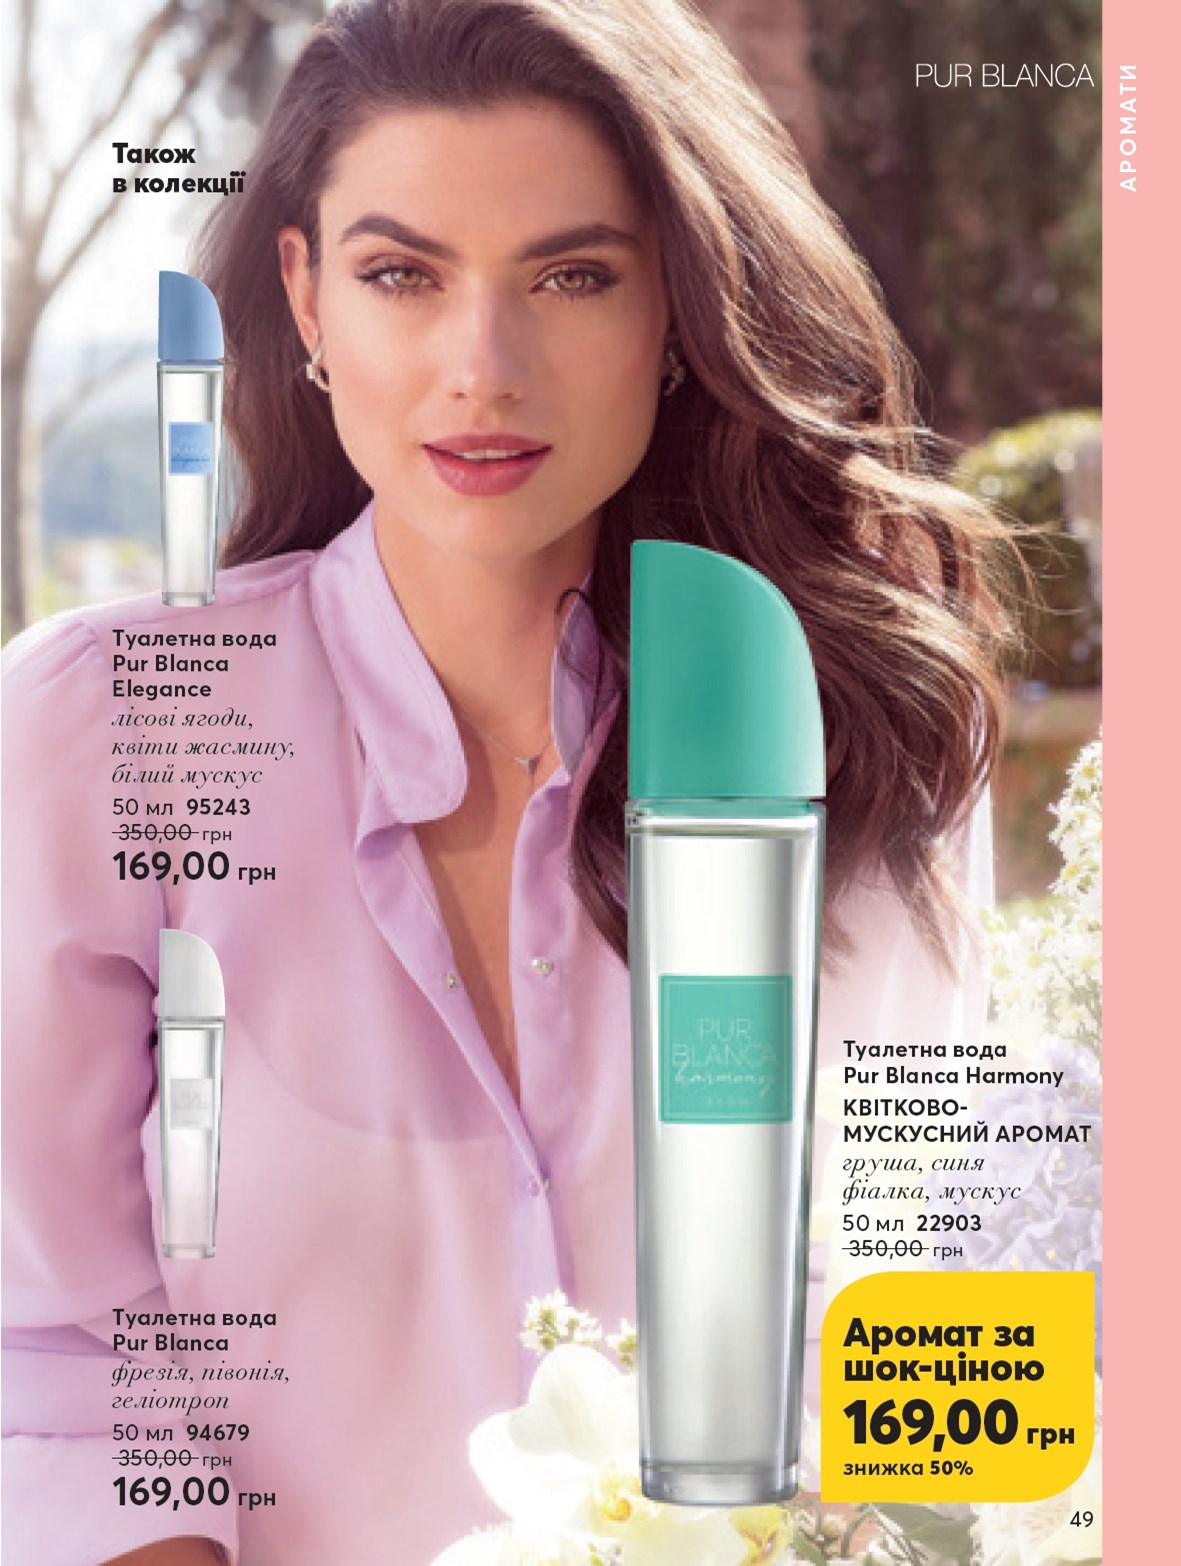 PUR BLANCA
АРОМАТИ
Також
в колекції
Туалетна вода
Pur Blanca
Elegance
лісові ягоди,
квіти жасмину,
білий мускус
50 мл 95243
350,00 грн
169,00 грн
Туалетна вода
Pur Blanca
фрезія, півонія,
геліотроп
50 мл 94679
350,00 грн
169,00 грн
PUR
BLANCA
harmony
Туалетна вода
Pur Blanca Harmony
КВІТКОВО-
МУСКУСНИЙ АРОМАТ
груша, синя
фіалка, мускус
50 мл 22903
350,00 грн
Аромат за
шок-ціною
169,00 грн
знижка 50%
49